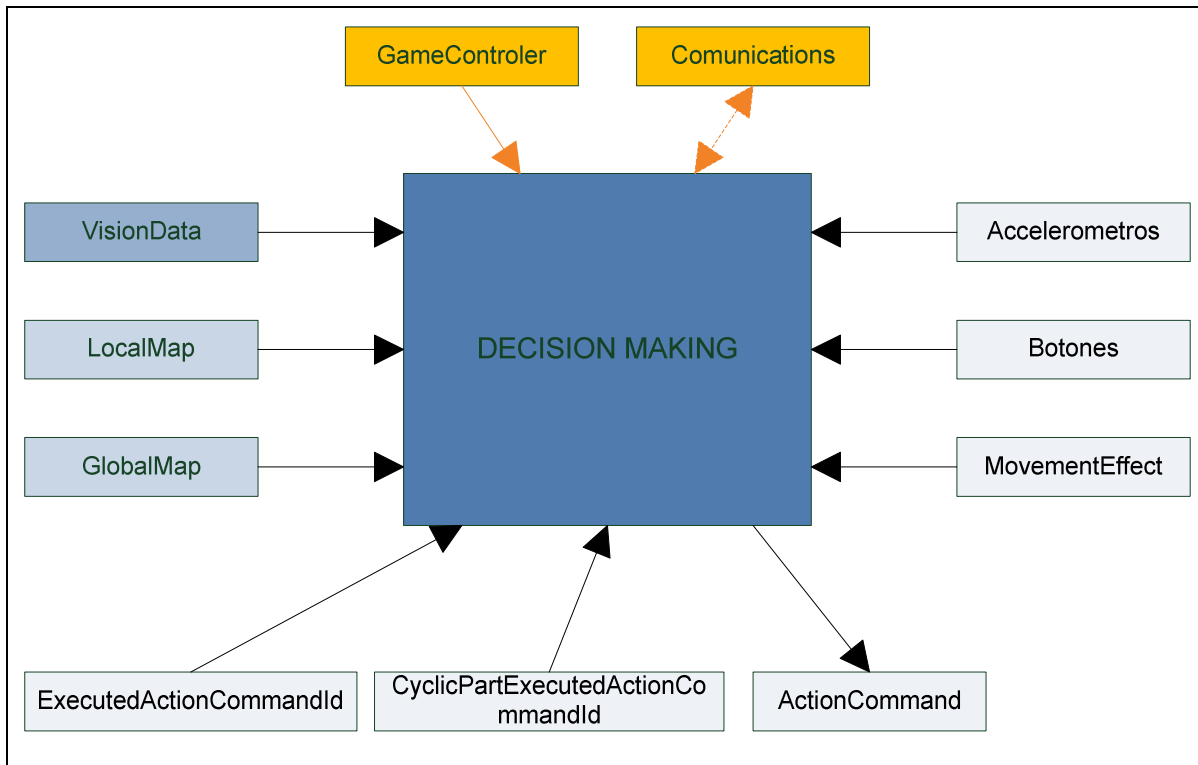 GameControler
Comunications
VisionData
Accelerometros
LocalMap
DECISION MAKING
Botones
GlobalMap
MovementEffect
ExecutedActionCommandId
CyclicPartExecutedActionCo
mmandId
ActionCommand